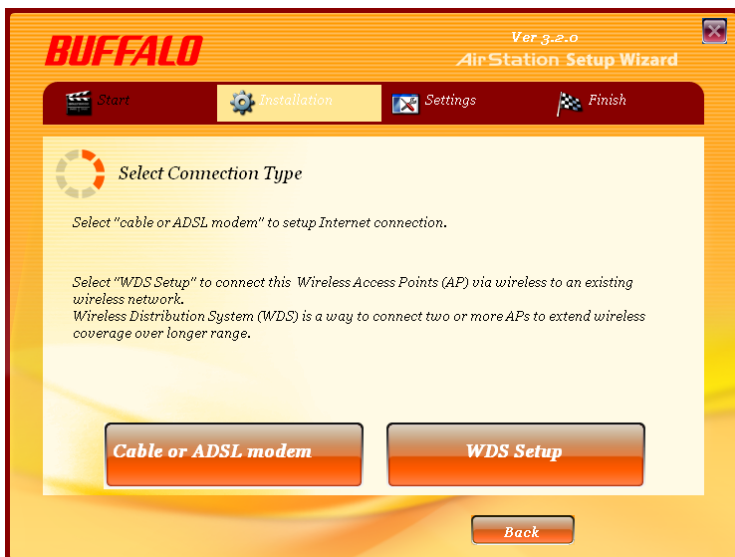 BUFFALO
Ver 3.2.0
AirStation Setup Wizard
Start
Installation
Settings
Finish
Select Connection Type
Select "cable or ADSL modem" to setup Internet connection.
Select "WDS Setup" to connect this Wireless Access Points (AP) via wireless to an existing
wireless network.
Wireless Distribution System (WDS) is a way to connect two or more APs to extend wireless
coverage over longer range.
Cable or ADSL modem
WDS Setup
Back